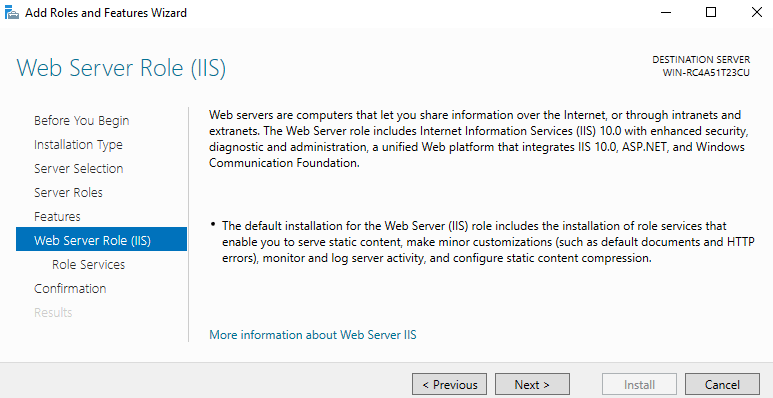 Add Roles and Features Wizard
Web Server Role (IIS)
DESTINATION SERVER
WIN-RC4A51T23CU
Before You Begin
Installation Type
Server Selection
Server Roles
Features
Web Server Role (IIS)
Role Services
Confirmation
Results
Web servers are computers that let you share information over the Internet, or through intranets and
extranets. The Web Server role includes Internet Information Services (IIS) 10.0 with enhanced security,
diagnostic and administration, a unified Web platform that integrates IIS 10.0, ASP.NET, and Windows
Communication Foundation.
• The default installation for the Web Server (IIS) role includes the installation of role services that
enable you to serve static content, make minor customizations (such as default documents and HTTP
errors), monitor and log server activity, and configure static content compression.
More information about Web Server IIS
< Previous
Next >
Install
Cancel